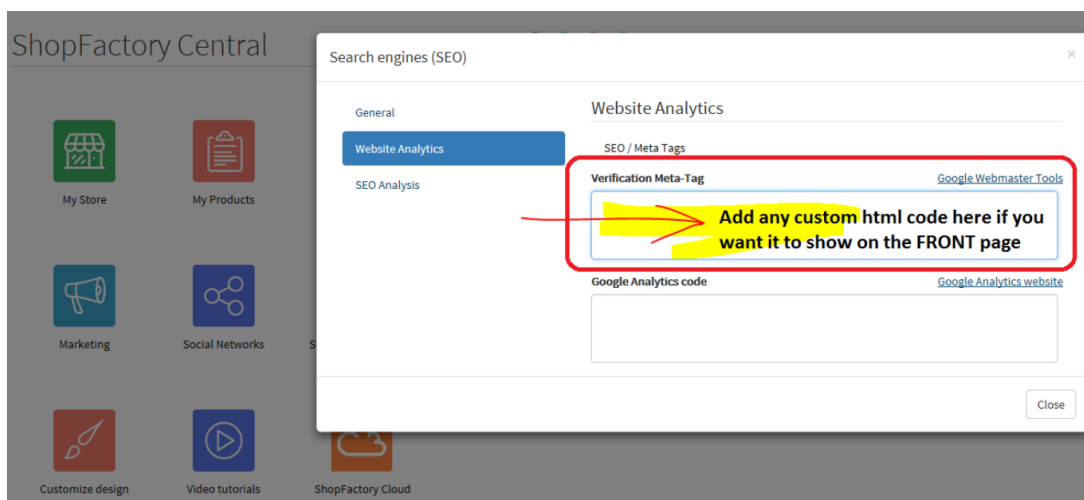 ShopFactory Central
Search engines (SEO)
×
General
Website Analytics
SEO Analysis
Website Analytics
SEO / Meta Tags
Verification Meta-Tag
Google Webmaster Tools
Add any custom html code here if you
want it to show on the FRONT page
Google Analytics code
Google Analytics website
Close
My Store
My Products
Marketing
Social Networks
S
Customize design
Video tutorials
ShopFactory Cloud